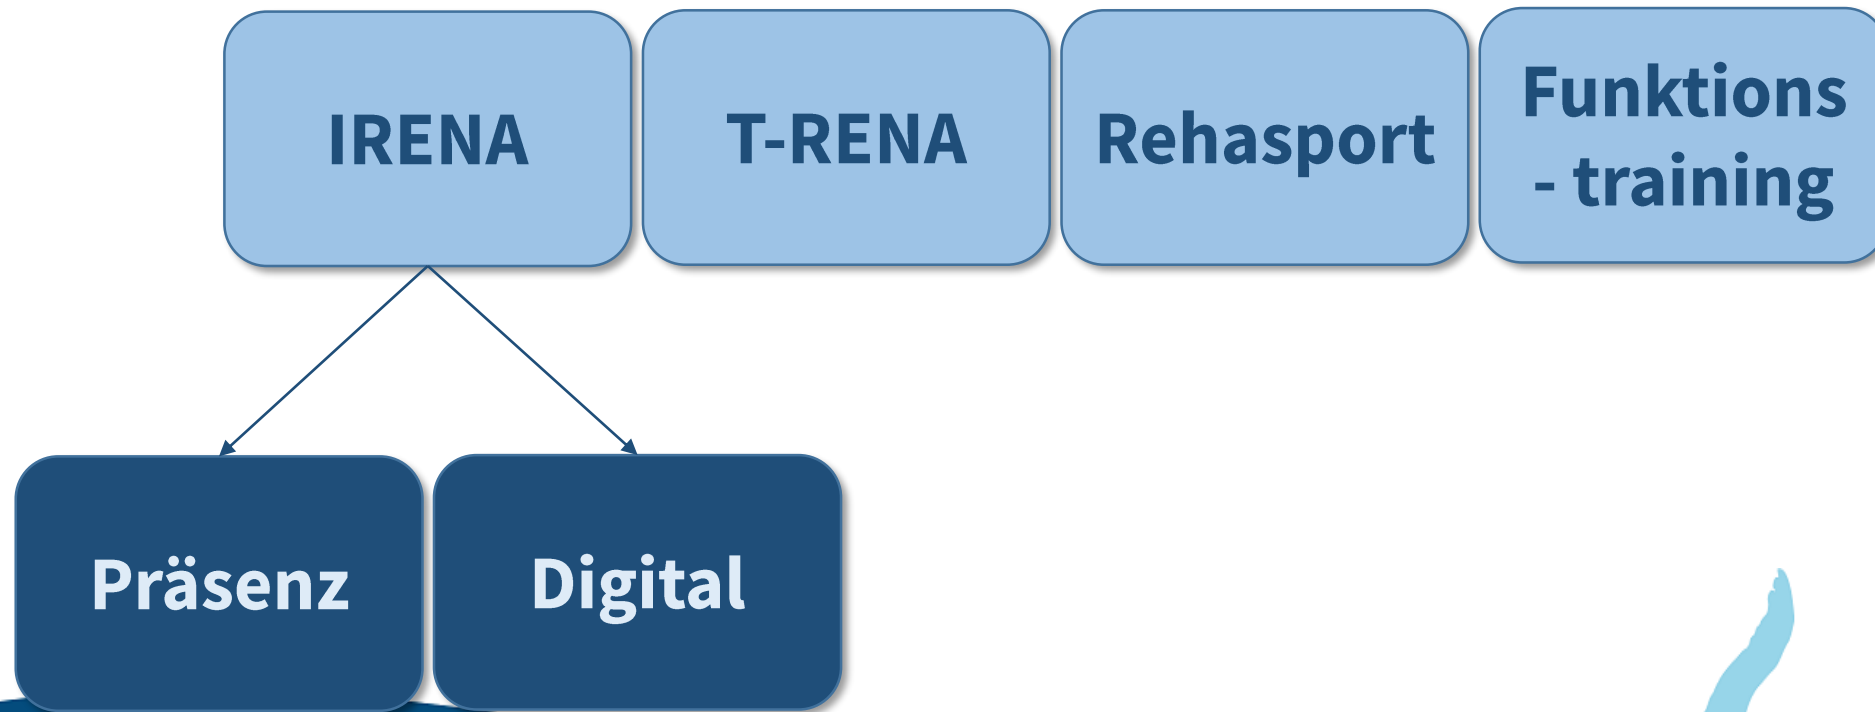 IRENA
T-RENA
Rehasport
Funktions
- training
Präsenz
Digital